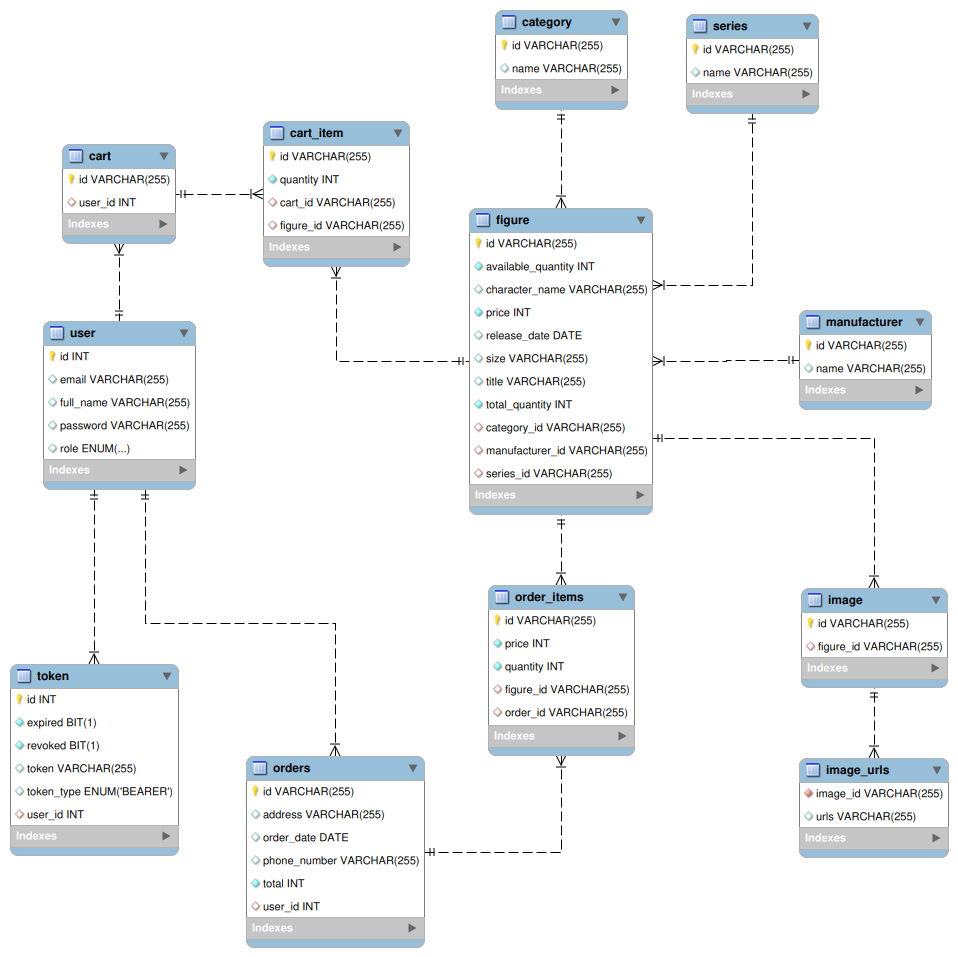 category
id VARCHAR(255)
name VARCHAR(255)
Indexes
series
id VARCHAR(255)
name VARCHAR(255)
Indexes
cart_item
id VARCHAR(255)
quantity INT
cart_id VARCHAR(255)
figure_id VARCHAR(255)
Indexes
cart
id VARCHAR(255)
user_id INT
Indexes
figure
id VARCHAR(255)
available_quantity INT
character_name VARCHAR(255)
price INT
release_date DATE
size VARCHAR(255)
title VARCHAR(255)
total_quantity INT
category_id VARCHAR(255)
manufacturer_id VARCHAR(255)
series_id VARCHAR(255)
Indexes
manufacturer
id VARCHAR(255)
name VARCHAR(255)
Indexes
user
id INT
email VARCHAR(255)
full_name VARCHAR(255)
password VARCHAR(255)
role ENUM(...)
Indexes
order_items
id VARCHAR(255)
price INT
quantity INT
figure_id VARCHAR(255)
order_id VARCHAR(255)
Indexes
image
id VARCHAR(255)
figure_id VARCHAR(255)
Indexes
token
id INT
expired BIT(1)
revoked BIT(1)
token VARCHAR(255)
token_type ENUM('BEARER')
user_id INT
Indexes
orders
id VARCHAR(255)
address VARCHAR(255)
order_date DATE
phone_number VARCHAR(255)
total INT
user_id INT
Indexes
image_urls
image_id VARCHAR(255)
urls VARCHAR(255)
Indexes